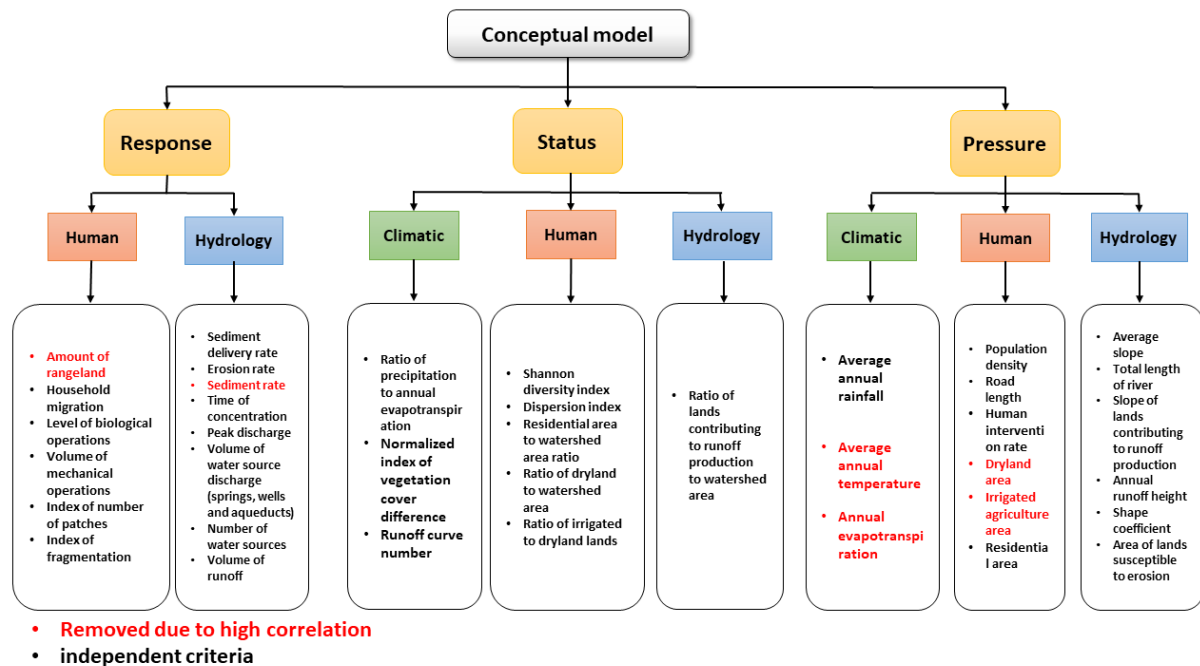 Conceptual model
Response
Status
Pressure
Human
Hydrology
Climatic
Human
Hydrology
Climatic
Human
Hydrology
• Amount of
rangeland
• Household
migration
• Level of biological
operations
• Volume of
mechanical
operations
• Index of number
of patches
• Index of
fragmentation
• Sediment
delivery rate
• Erosion rate
• Sediment rate
• Time of
concentration
• Peak discharge
• Volume of
water source
discharge
(springs, wells
and aqueducts)
• Number of
water sources
• Volume of
runoff
• Ratio of
precipitation
to annual
evapotranspir
ation
• Normalized
index of
vegetation
cover
difference
• Runoff curve
number
• Shannon
diversity index
• Dispersion index
• Residential area
to watershed
area ratio
• Ratio of dryland
to watershed
area
• Ratio of irrigated
to dryland lands
• Ratio of
lands
contributing
to runoff
production
to watershed
area
• Average
annual
rainfall
• Average
annual
temperature
• Annual
evapotranspi
ration
• Population
density
• Road
length
• Human
interventi
on rate
• Dryland
area
• Irrigated
agriculture
area
• Residentia
l area
• Average
slope
• Total length
of river
• Slope of
lands
contributing
to runoff
production
• Annual
runoff height
• Shape
coefficient
• Area of lands
susceptible
to erosion
• Removed due to high correlation
• independent criteria